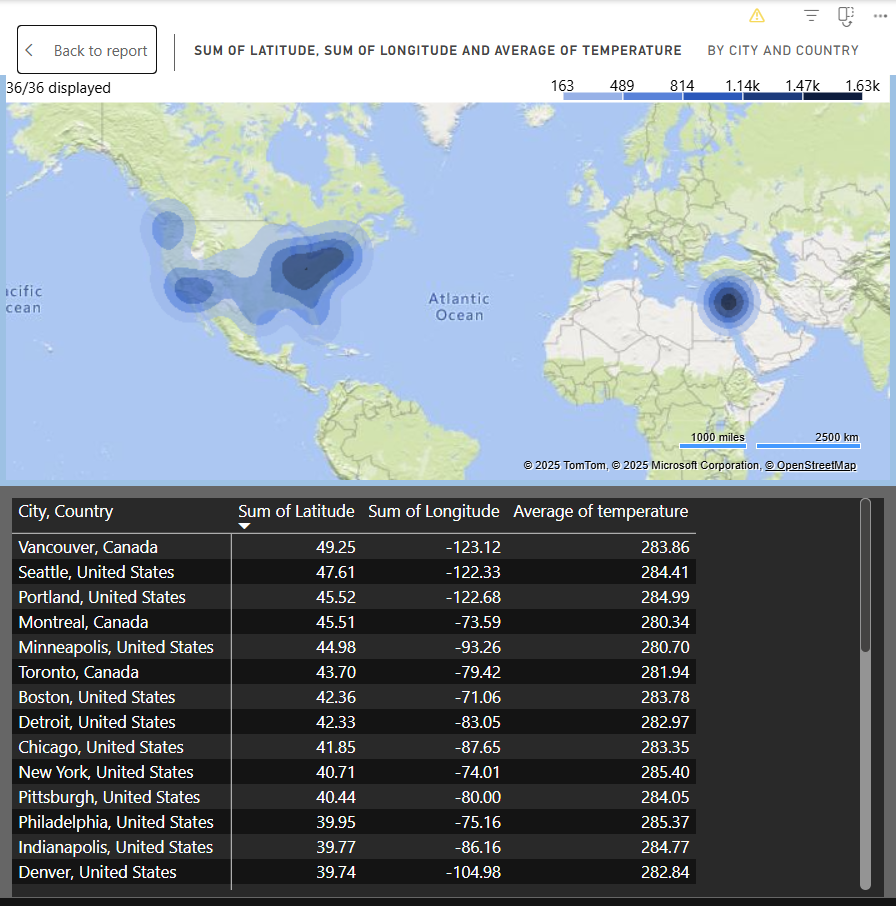 Back to report
SUM OF LATITUDE, SUM OF LONGITUDE AND AVERAGE OF TEMPERATURE BY CITY AND COUNTRY
36/36 displayed
163 489 814 1.14k 1.47k 1.63k
acific
cean
Atlantic
Ocean
1000 miles 2500 km
© 2025 TomTom, © 2025 Microsoft Corporation, © OpenStreetMap
City, Country Sum of Latitude Sum of Longitude Average of temperature
Vancouver, Canada 49.25 -123.12 283.86
Seattle, United States 47.61 -122.33 284.41
Portland, United States 45.52 -122.68 284.99
Montreal, Canada 45.51 -73.59 280.34
Minneapolis, United States 44.98 -93.26 280.70
Toronto, Canada 43.70 -79.42 281.94
Boston, United States 42.36 -71.06 283.78
Detroit, United States 42.33 -83.05 282.97
Chicago, United States 41.85 -87.65 283.35
New York, United States 40.71 -74.01 285.40
Pittsburgh, United States 40.44 -80.00 284.05
Philadelphia, United States 39.95 -75.16 285.37
Indianapolis, United States 39.77 -86.16 284.77
Denver, United States 39.74 -104.98 282.84